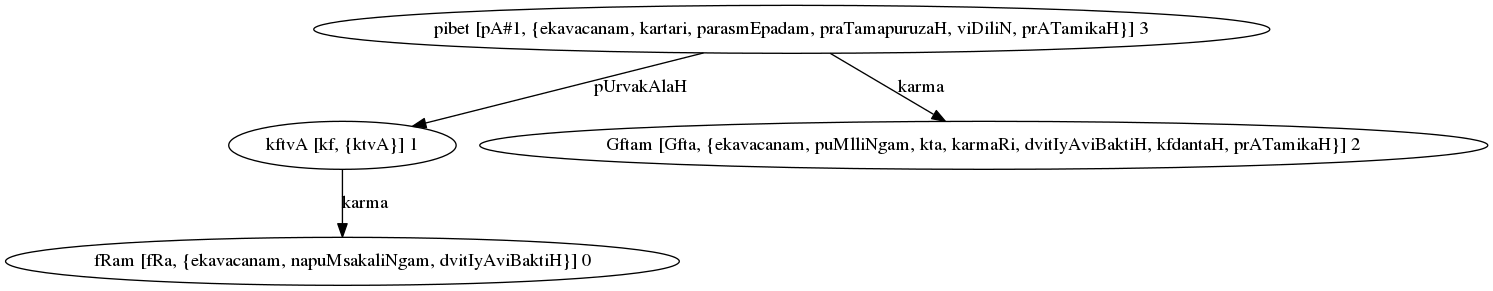 pibet [pA#1, {ekavacanam, kartari, parasmEpadam, praTamapuruzaH, viDiliN, prATamikaH}] 3
pUrvakAlaH
karma
kftvA [kf, {ktvA}] 1
Gftam [Gfta, {ekavacanam, puMlliNgam, kta, karmaRi, dvitIyAviBaktiH, kfdantaH, prATamikaH}] 2
karma
fRam [fRa, {ekavacanam, napuMsakaliNgam, dvitIyAviBaktiH}] 0